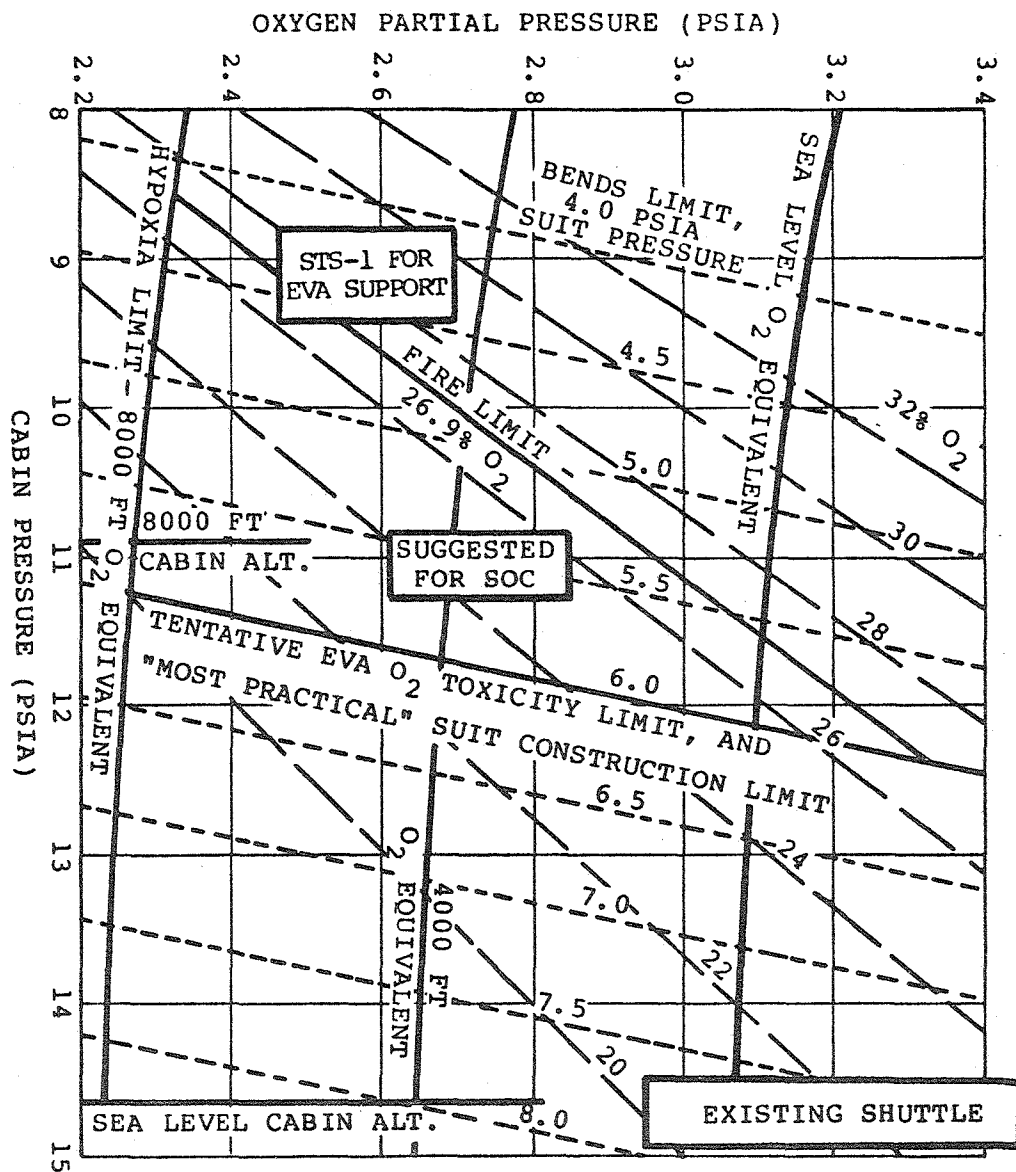 OXYGEN PARTIAL PRESSURE (PSIA)
2.2
2.4
2.6
2.8
3.0
3.2
3.4
8
9
10
11
12
13
14
15
CABIN PRESSURE (PSIA)
HYPOXIA LIMIT - 8000 FT O2 EQUIVALENT
SEA LEVEL O2 EQUIVALENT
BENDS LIMIT,
4.0 PSIA
SUIT PRESSURE
STS-1 FOR
EVA SUPPORT
4.5
FIRE LIMIT
26.9% O2
32% O2
5.0
30
8000 FT
CABIN ALT.
SUGGESTED
FOR SOC
5.5
28
TENTATIVE EVA O2 TOXICITY LIMIT, AND
"MOST PRACTICAL" SUIT CONSTRUCTION LIMIT
6.0
26
6.5
24
4000 FT
O2 EQUIVALENT
7.0
22
7.5
20
8.0
SEA LEVEL CABIN ALT.
EXISTING SHUTTLE